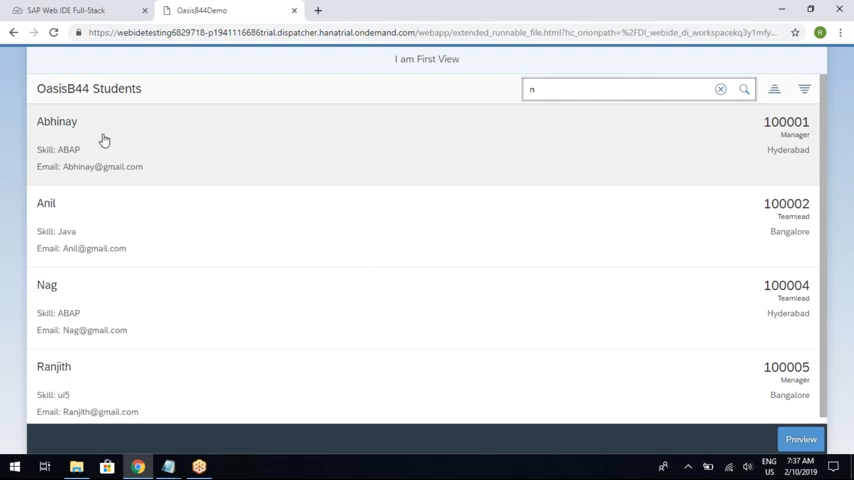 SAP Web IDE Full-Stack
OasisB44Demo
https://webidetesting6829718-p1941116686trial.dispatcher.hanatrial.ondemand.com/webapp/extended_runnable_file.html?hc_orionpath=%2FDI_webide_di_workspacekq3y1mfy...
R
I am First View
OasisB44 Students
n
Abhinay
100001
Manager
Skill: ABAP
Hyderabad
Email: Abhinay@gmail.com
Anil
100002
Teamlead
Skill: Java
Bangalore
Email: Anil@gmail.com
Nag
100004
Teamlead
Skill: ABAP
Hyderabad
Email: Nag@gmail.com
Ranjith
100005
Manager
Skill: ui5
Bangalore
Email: Ranjith@gmail.com
Preview
ENG
7:37 AM
US
2/10/2019